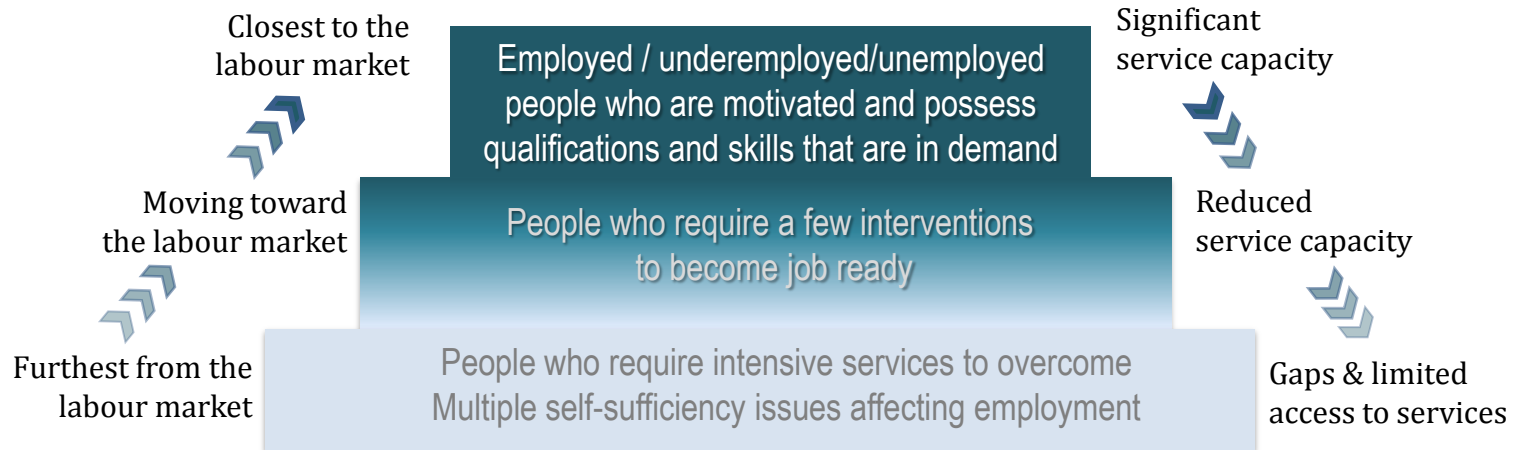 Closest to the
labour market
Employed / underemployed/unemployed
people who are motivated and possess
qualifications and skills that are in demand
Significant
service capacity
Moving toward
the labour market
People who require a few interventions
to become job ready
Reduced
service capacity
Furthest from the
labour market
People who require intensive services to overcome
Multiple self-sufficiency issues affecting employment
Gaps & limited
access to services